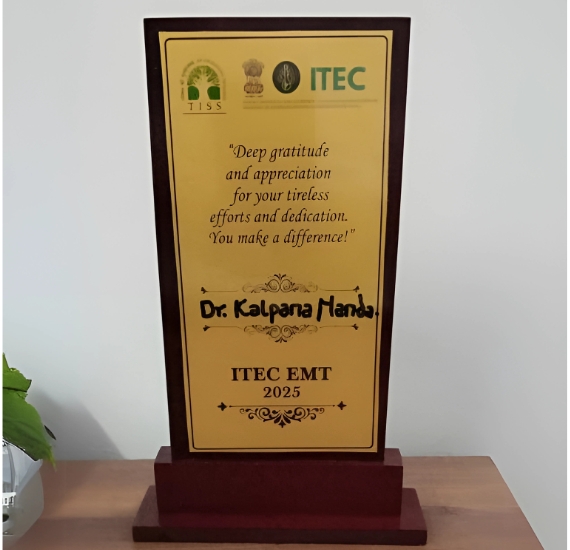 TISS
ITEC
“Deep gratitude
and appreciation
for your tireless
efforts and dedication.
You make a difference!”
Dr. Kalpana Nanda.
ITEC EMT
2025